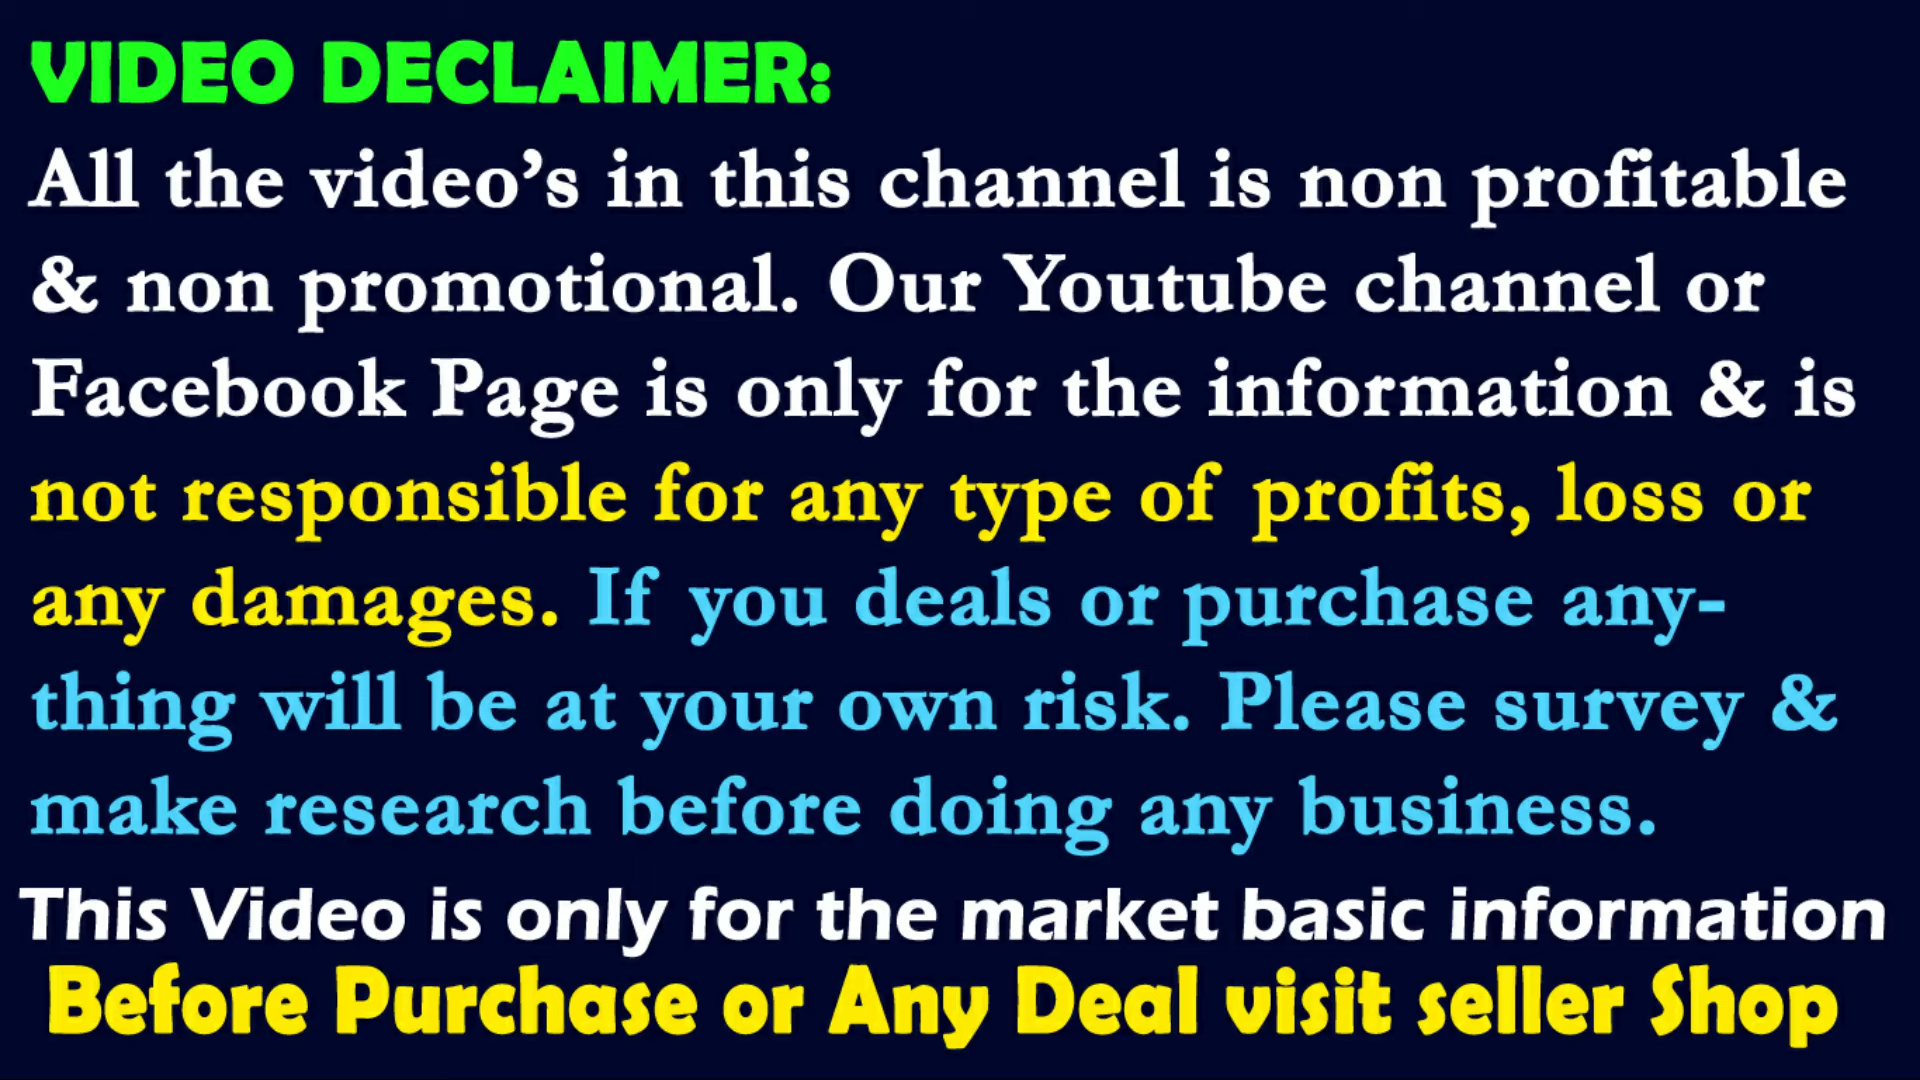 VIDEO DECLAIMER:
All the video’s in this channel is non profitable
& non promotional. Our Youtube channel or
Facebook Page is only for the information & is
not responsible for any type of profits, loss or
any damages. If you deals or purchase any-
thing will be at your own risk. Please survey &
make research before doing any business.
This Video is only for the market basic information
Before Purchase or Any Deal visit seller Shop